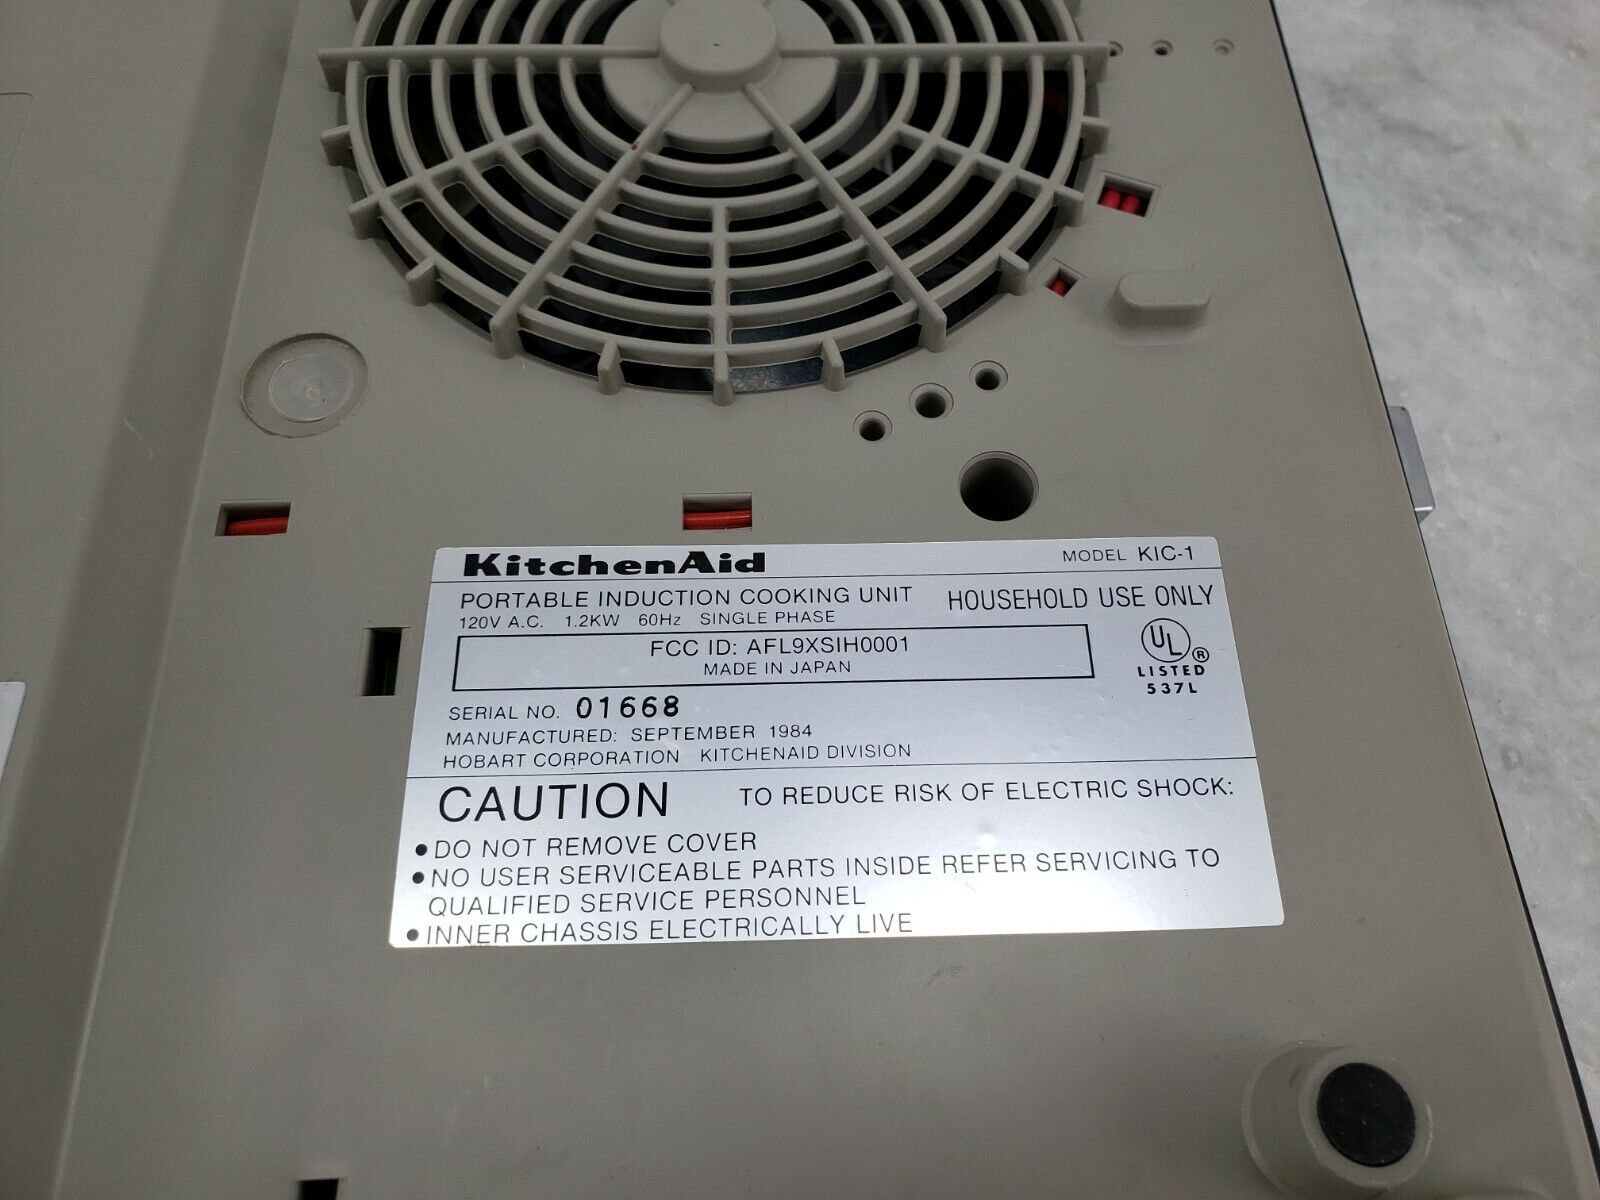 KitchenAid MODEL KIC-1
PORTABLE INDUCTION COOKING UNIT HOUSEHOLD USE ONLY
120V A.C. 1.2KW 60Hz SINGLE PHASE
FCC ID: AFL9XSIH0001
MADE IN JAPAN
UL ®
LISTED
537L
SERIAL NO. 01668
MANUFACTURED: SEPTEMBER 1984
HOBART CORPORATION KITCHENAID DIVISION
CAUTION TO REDUCE RISK OF ELECTRIC SHOCK:
• DO NOT REMOVE COVER
• NO USER SERVICEABLE PARTS INSIDE REFER SERVICING TO
QUALIFIED SERVICE PERSONNEL
• INNER CHASSIS ELECTRICALLY LIVE